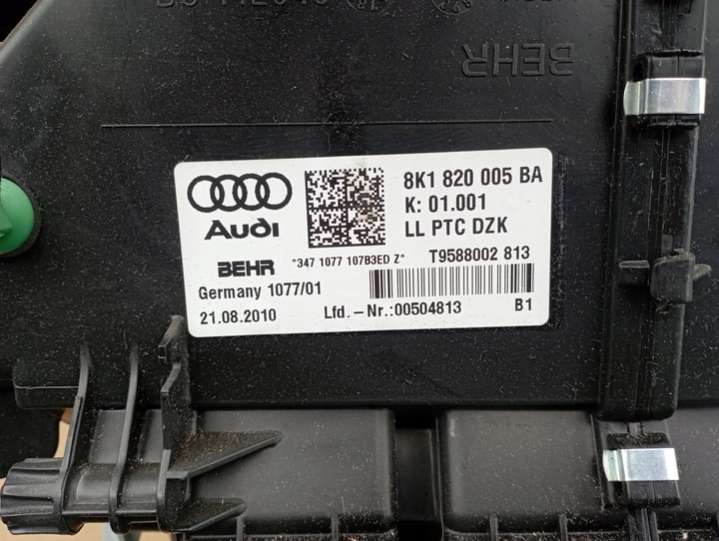 BEHR
8K1 820 005 BA
K: 01.001
LL PTC DZK
Audi
BEHR
*347 1077 107B3ED Z*
T9588002 813
Germany 1077/01
21.08.2010
Lfd.-Nr.:00504813
B1